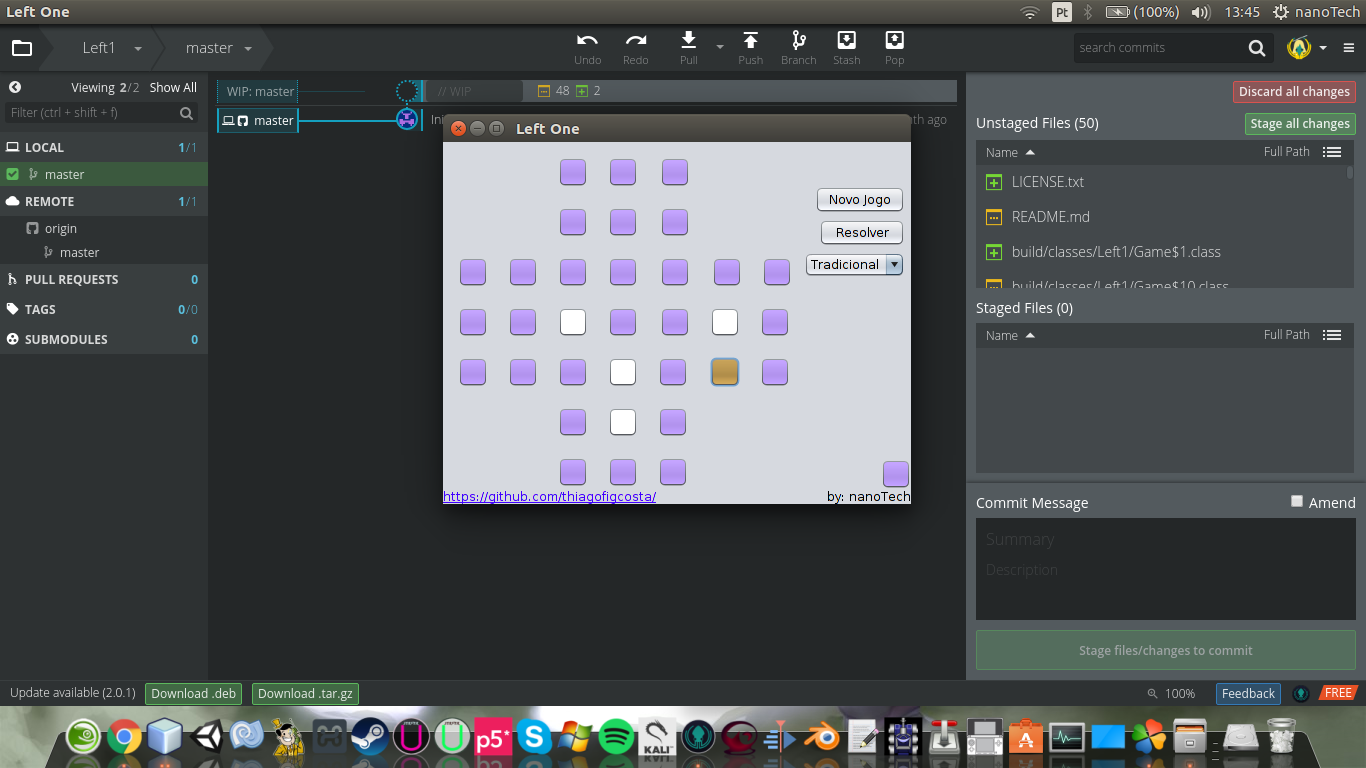 Left One
Pt
(100%)
13:45
nanoTech
Left1
master
Undo
Redo
Pull
Push
Branch
Stash
Pop
search commits
Viewing 2/2 Show All
Filter (ctrl + shift + f)
LOCAL 1/1
master
REMOTE 1/1
origin
master
PULL REQUESTS 0
TAGS 0/0
SUBMODULES 0
WIP: master
// WIP
48
2
master
Left One
Novo Jogo
Resolver
Tradicional
https://github.com/thiagofigcosta/
by: nanoTech
Discard all changes
Unstaged Files (50)
Stage all changes
Name Full Path
LICENSE.txt
README.md
build/classes/Left1/Game$1.class
build/classes/Left1/Game$10.class
Staged Files (0)
Name Full Path
Commit Message
Amend
Summary
Description
Stage files/changes to commit
Update available (2.0.1)
Download .deb
Download .tar.gz
100%
Feedback
FREE
p5*
KALI